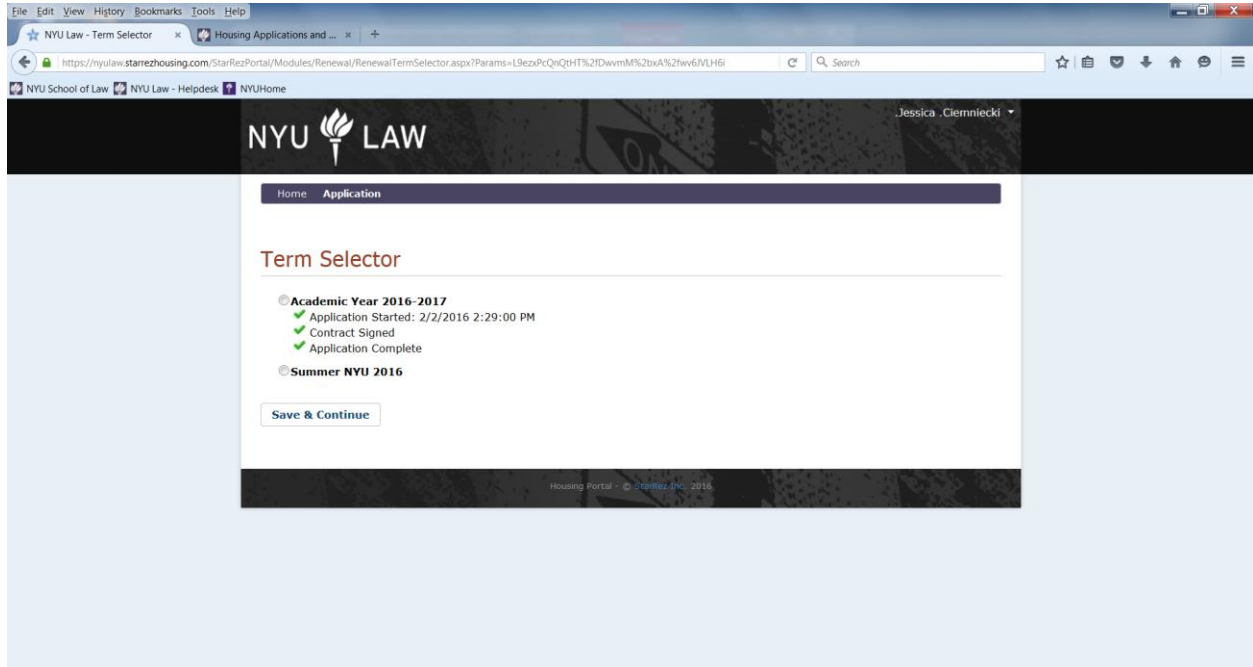 File Edit View History Bookmarks Tools Help
NYU Law - Term Selector × Housing Applications and ... × +
https://nyulaw.starrezhousing.com/StarRezPortal/Modules/Renewal/RenewalTermSelector.aspx?Params=L9ezxPcQnQtHT%2fDwvmM%2bxA%2fwv6JVLH6i Search
NYU School of Law NYU Law - Helpdesk NYUHome
.Jessica .Ciemniecki
NYU LAW
Home Application
Term Selector
Academic Year 2016-2017
Application Started: 2/2/2016 2:29:00 PM
Contract Signed
Application Complete
Summer NYU 2016
Save & Continue
Housing Portal - © StarRez Inc. 2016